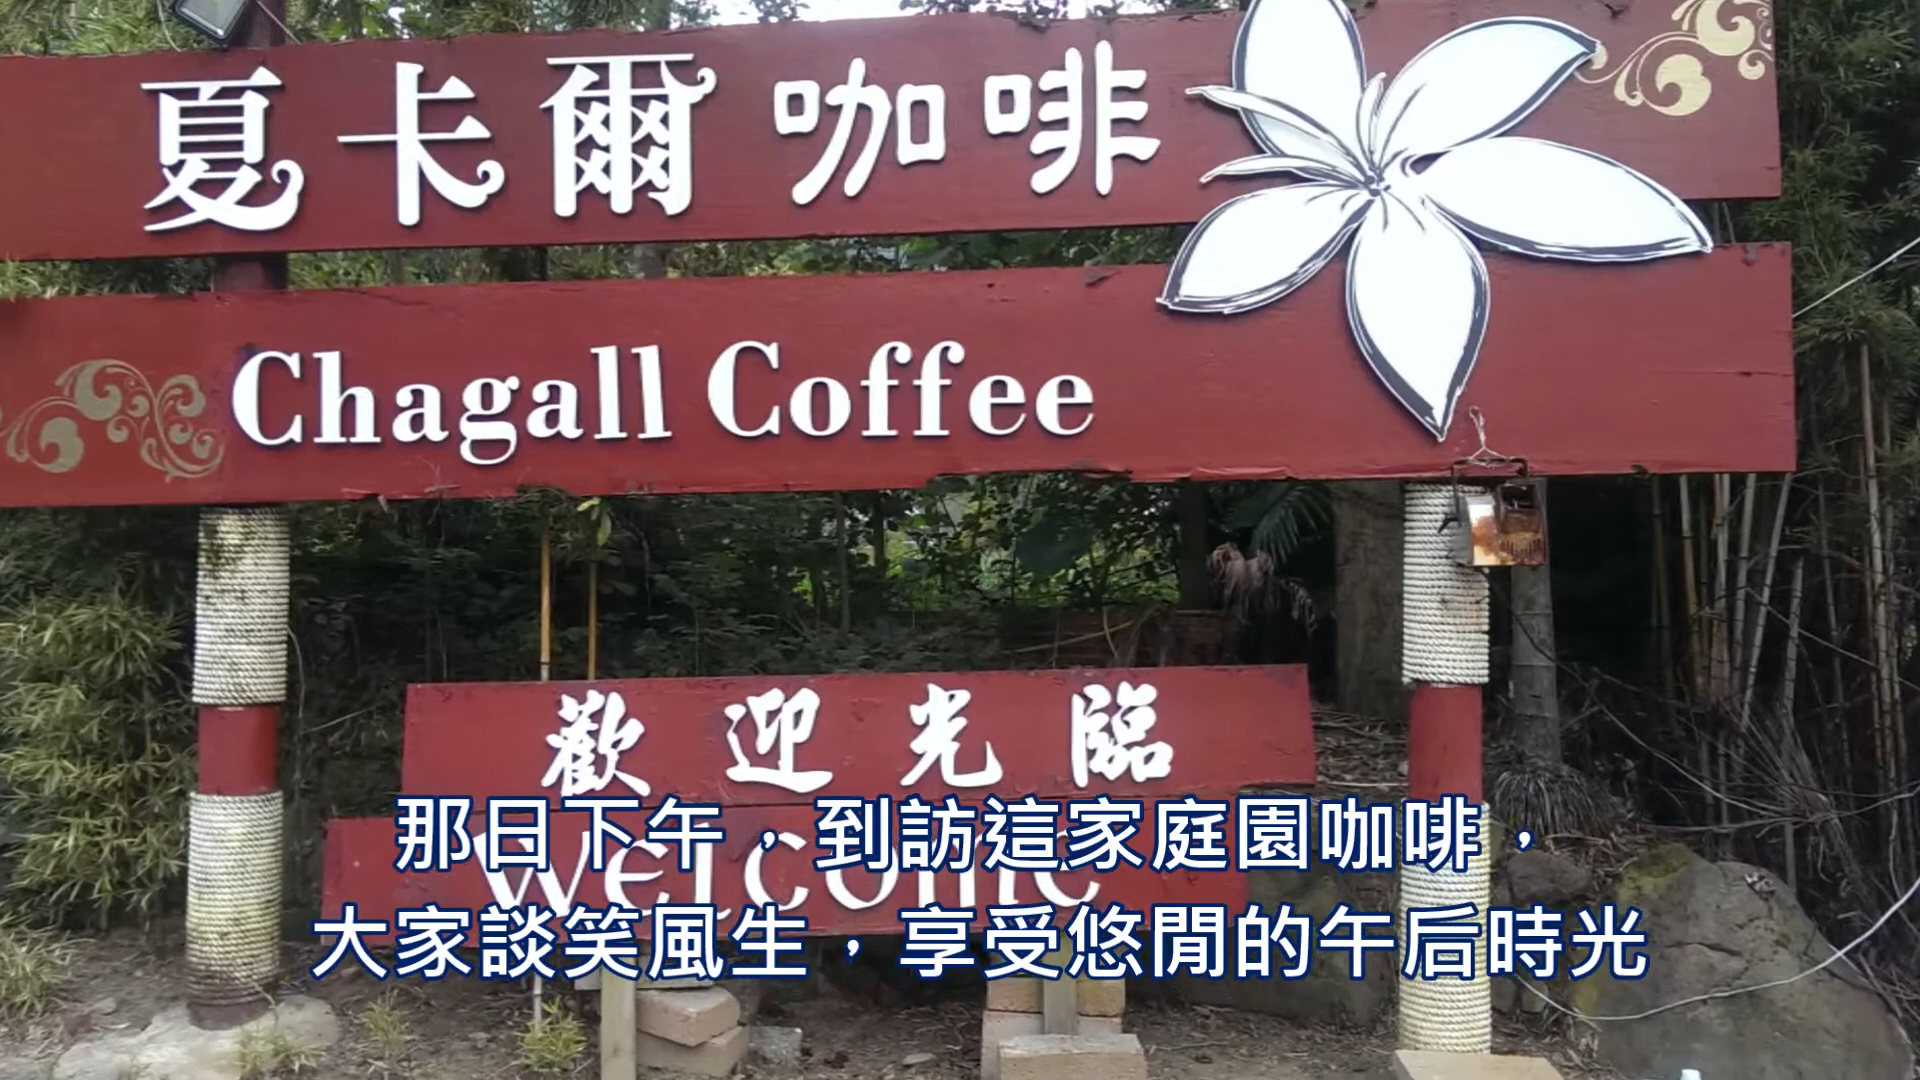 夏卡爾咖啡
Chagall Coffee
歡迎光臨
Welcome
那日下午，到訪這家庭園咖啡，
大家談笑風生，享受悠閒的午后時光